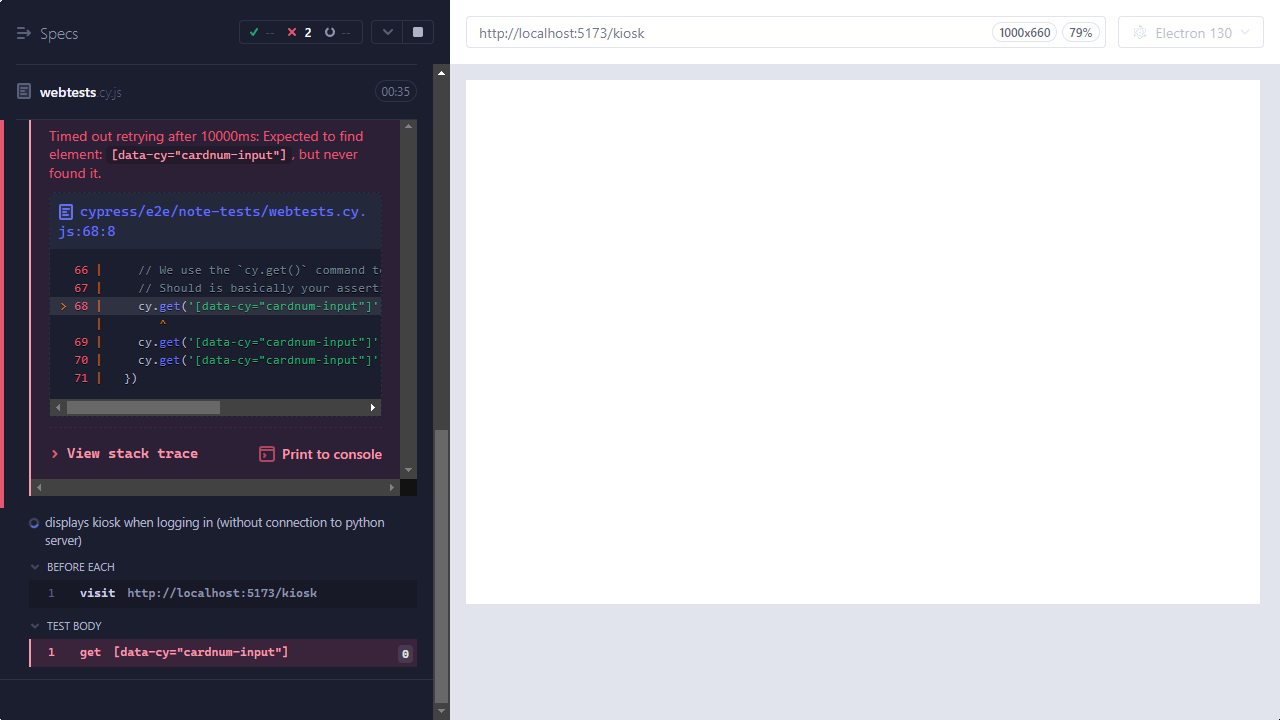 Specs
-- 2 --
http://localhost:5173/kiosk
1000x660
79%
Electron 130
webtests.cy.js
00:35
Timed out retrying after 10000ms: Expected to find
element: [data-cy="cardnum-input"] , but never
found it.
cypress/e2e/note-tests/webtests.cy.
js:68:8
66 | // We use the `cy.get()` command to
67 | // Should is basically your asserti
> 68 | cy.get('[data-cy="cardnum-input"]'
| ^
69 | cy.get('[data-cy="cardnum-input"]'
70 | cy.get('[data-cy="cardnum-input"]'
71 | })
View stack trace
Print to console
displays kiosk when logging in (without connection to python
server)
BEFORE EACH
1 visit http://localhost:5173/kiosk
TEST BODY
1 get [data-cy="cardnum-input"] 0